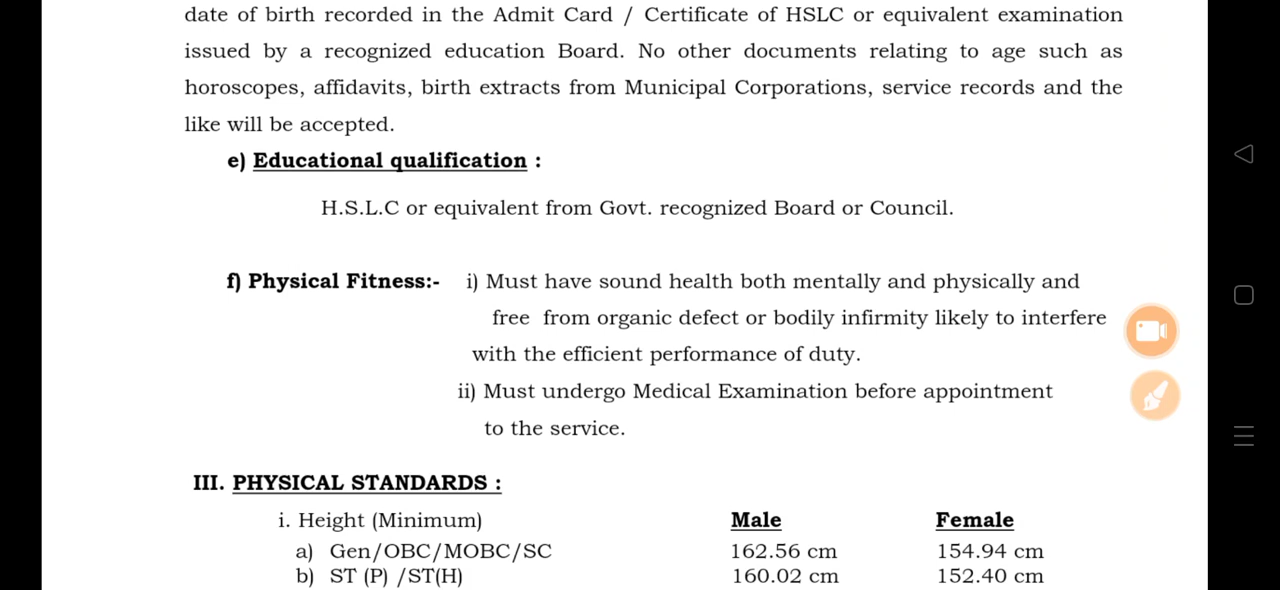 date of birth recorded in the Admit Card / Certificate of HSLC or equivalent examination
issued by a recognized education Board. No other documents relating to age such as
horoscopes, affidavits, birth extracts from Municipal Corporations, service records and the
like will be accepted.
e) Educational qualification :
H.S.L.C or equivalent from Govt. recognized Board or Council.
f) Physical Fitness:- i) Must have sound health both mentally and physically and
free from organic defect or bodily infirmity likely to interfere
with the efficient performance of duty.
ii) Must undergo Medical Examination before appointment
to the service.
III. PHYSICAL STANDARDS :
i. Height (Minimum) Male Female
a) Gen/OBC/MOBC/SC 162.56 cm 154.94 cm
b) ST (P) /ST(H) 160.02 cm 152.40 cm